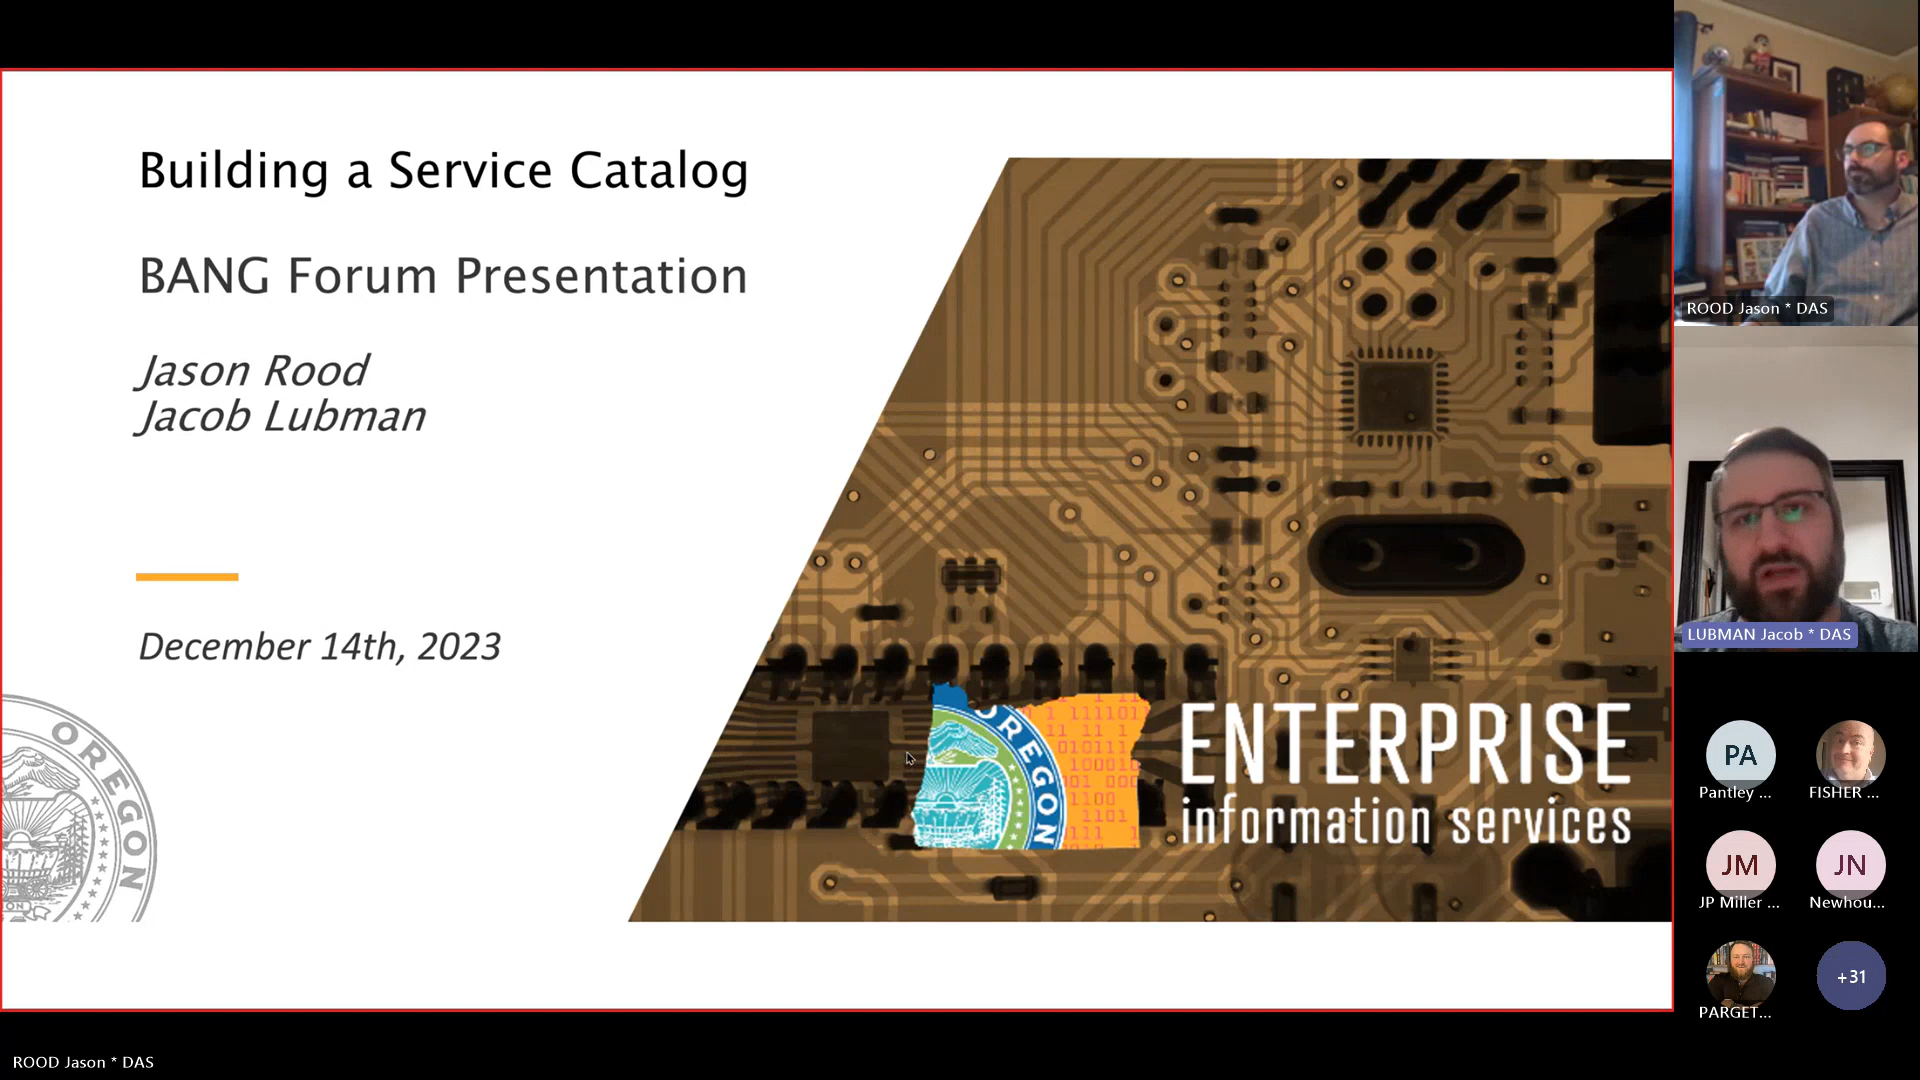 Building a Service Catalog
BANG Forum Presentation
Jason Rood
Jacob Lubman
December 14th, 2023
OREGON
OREGON
ENTERPRISE
information services
ROOD Jason * DAS
LUBMAN Jacob * DAS
PA
Pantley ...
FISHER ...
JM
JP Miller ...
JN
Newhou...
PARGET...
+31
ROOD Jason * DAS